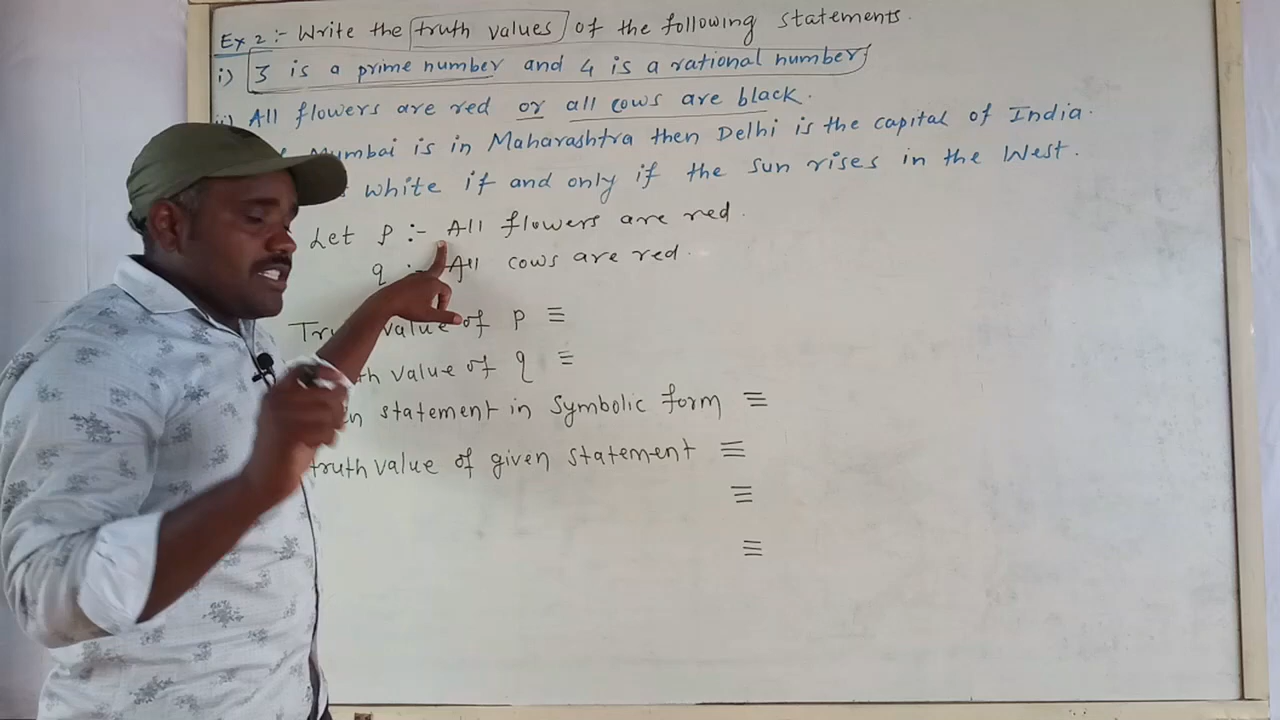 Ex 2 :- Write the truth values of the following statements.
i) 3 is a prime number and 4 is a rational number
ii) All flowers are red or all cows are black.
Mumbai is in Maharashtra then Delhi is the capital of India.
white if and only if the sun rises in the West.
Let p :- All flowers are red.
q :- All cows are red.
value of p ≡
value of q ≡
statement in symbolic form ≡
truth value of given statement ≡
≡
≡